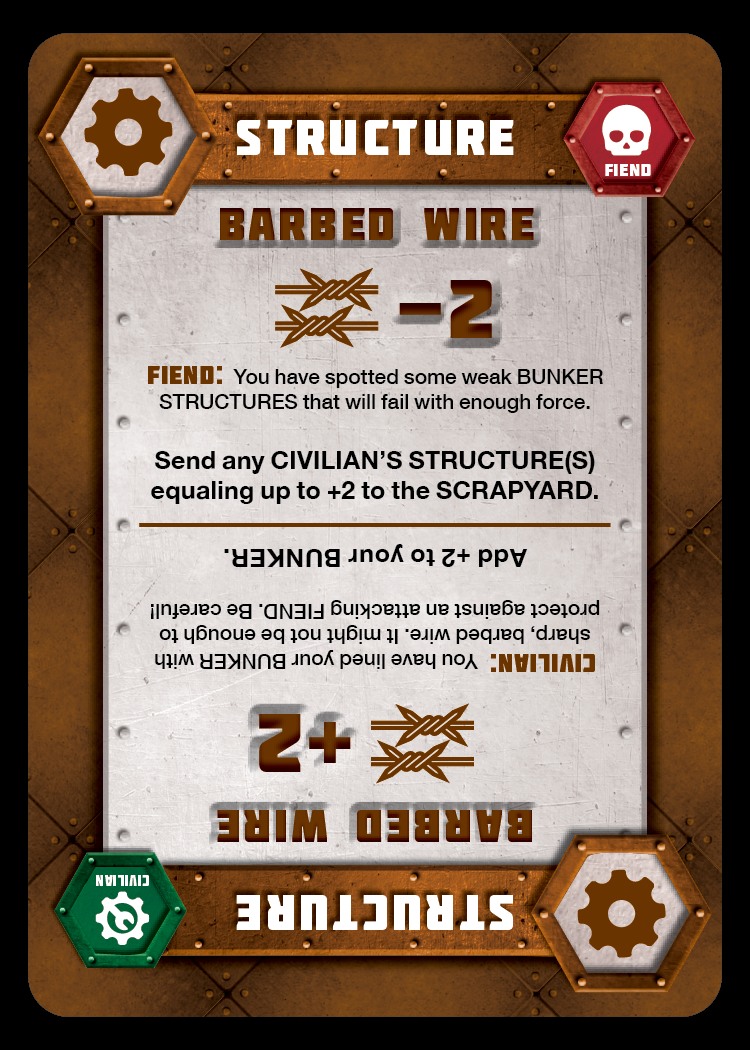 STRUCTURE
FIEND
BARBED WIRE
-2
FIEND: You have spotted some weak BUNKER
STRUCTURES that will fail with enough force.
Send any CIVILIAN'S STRUCTURE(S)
equaling up to +2 to the SCRAPYARD.
STRUCTURE
CIVILIAN
BARBED WIRE
+2
CIVILIAN: You have lined your BUNKER with
sharp, barbed wire. It might not be enough to
protect against an attacking FIEND. Be careful!
Add +2 to your BUNKER.